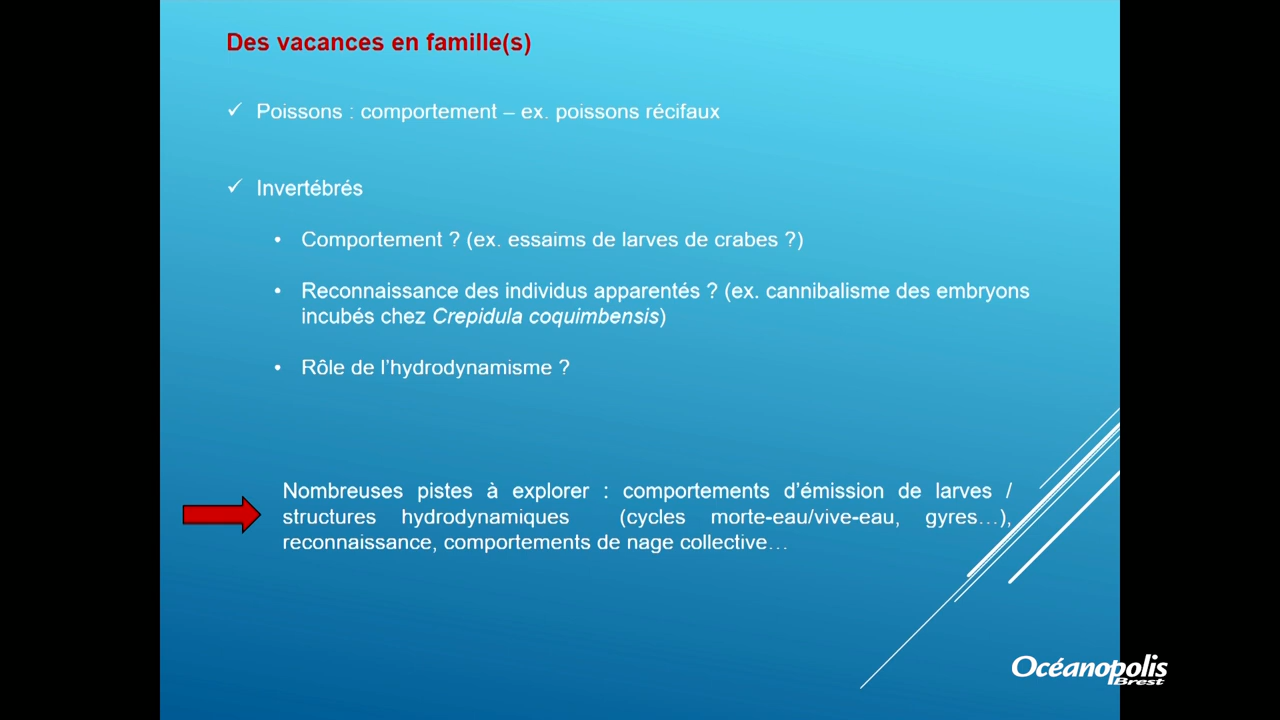 Des vacances en famille(s)
✓ Poissons : comportement – ex. poissons récifaux
✓ Invertébrés
• Comportement ? (ex. essaims de larves de crabes ?)
• Reconnaissance des individus apparentés ? (ex. cannibalisme des embryons
incubés chez Crepidula coquimbensis)
• Rôle de l'hydrodynamisme ?
Nombreuses pistes à explorer : comportements d'émission de larves /
structures hydrodynamiques (cycles morte-eau/vive-eau, gyres…),
reconnaissance, comportements de nage collective…
Océanopolis
Brest